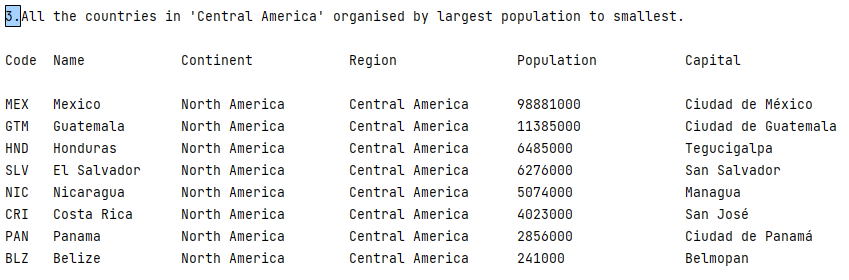 3.All the countries in 'Central America' organised by largest population to smallest.
Code Name Continent Region Population Capital
MEX Mexico North America Central America 98881000 Ciudad de México
GTM Guatemala North America Central America 11385000 Ciudad de Guatemala
HND Honduras North America Central America 6485000 Tegucigalpa
SLV El Salvador North America Central America 6276000 San Salvador
NIC Nicaragua North America Central America 5074000 Managua
CRI Costa Rica North America Central America 4023000 San José
PAN Panama North America Central America 2856000 Ciudad de Panamá
BLZ Belize North America Central America 241000 Belmopan